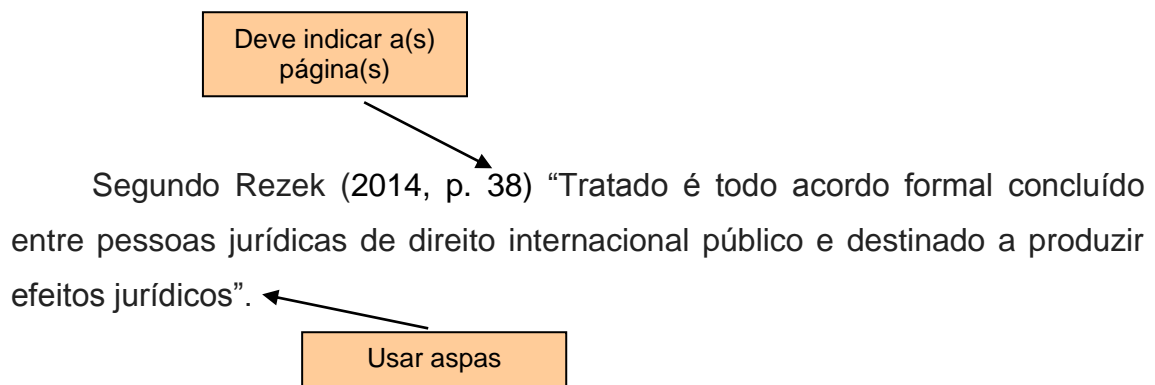 Deve indicar a(s)
página(s)
Segundo Rezek (2014, p. 38) “Tratado é todo acordo formal concluído
entre pessoas jurídicas de direito internacional público e destinado a produzir
efeitos jurídicos”.
Usar aspas